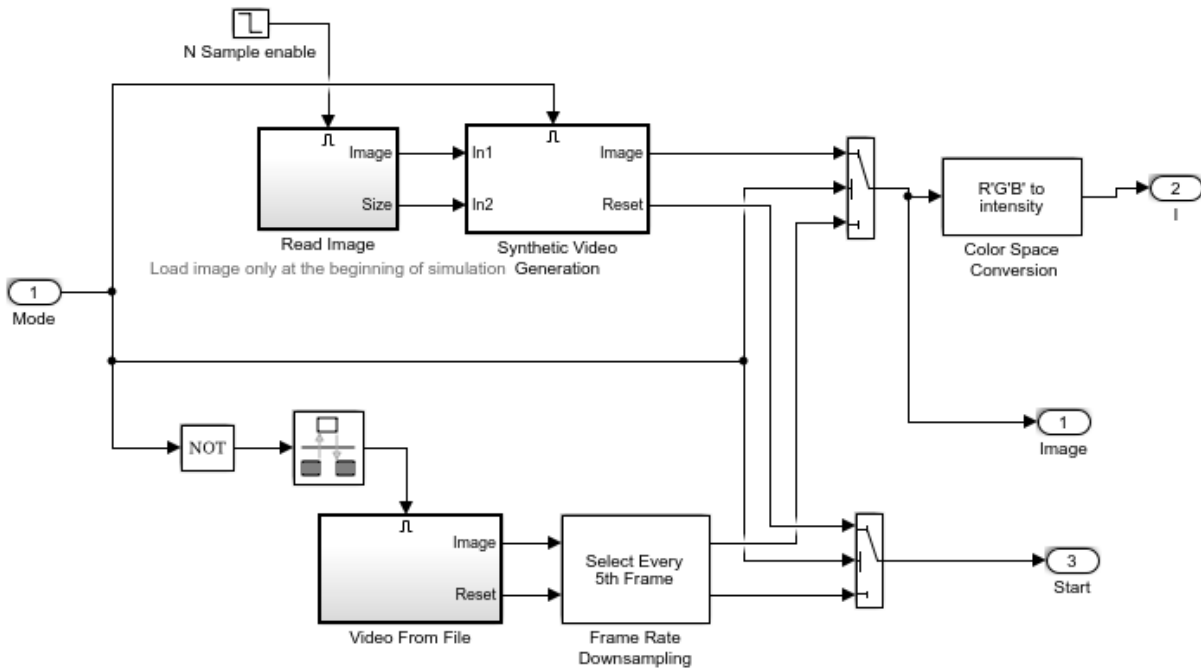 N Sample enable
Image
Size
Read Image
Load image only at the beginning of simulation
In1
In2
Image
Reset
Synthetic Video
Generation
R'G'B' to
intensity
Color Space
Conversion
2
I
1
Mode
1
Image
NOT
Image
Reset
Video From File
Select Every
5th Frame
Frame Rate
Downsampling
3
Start